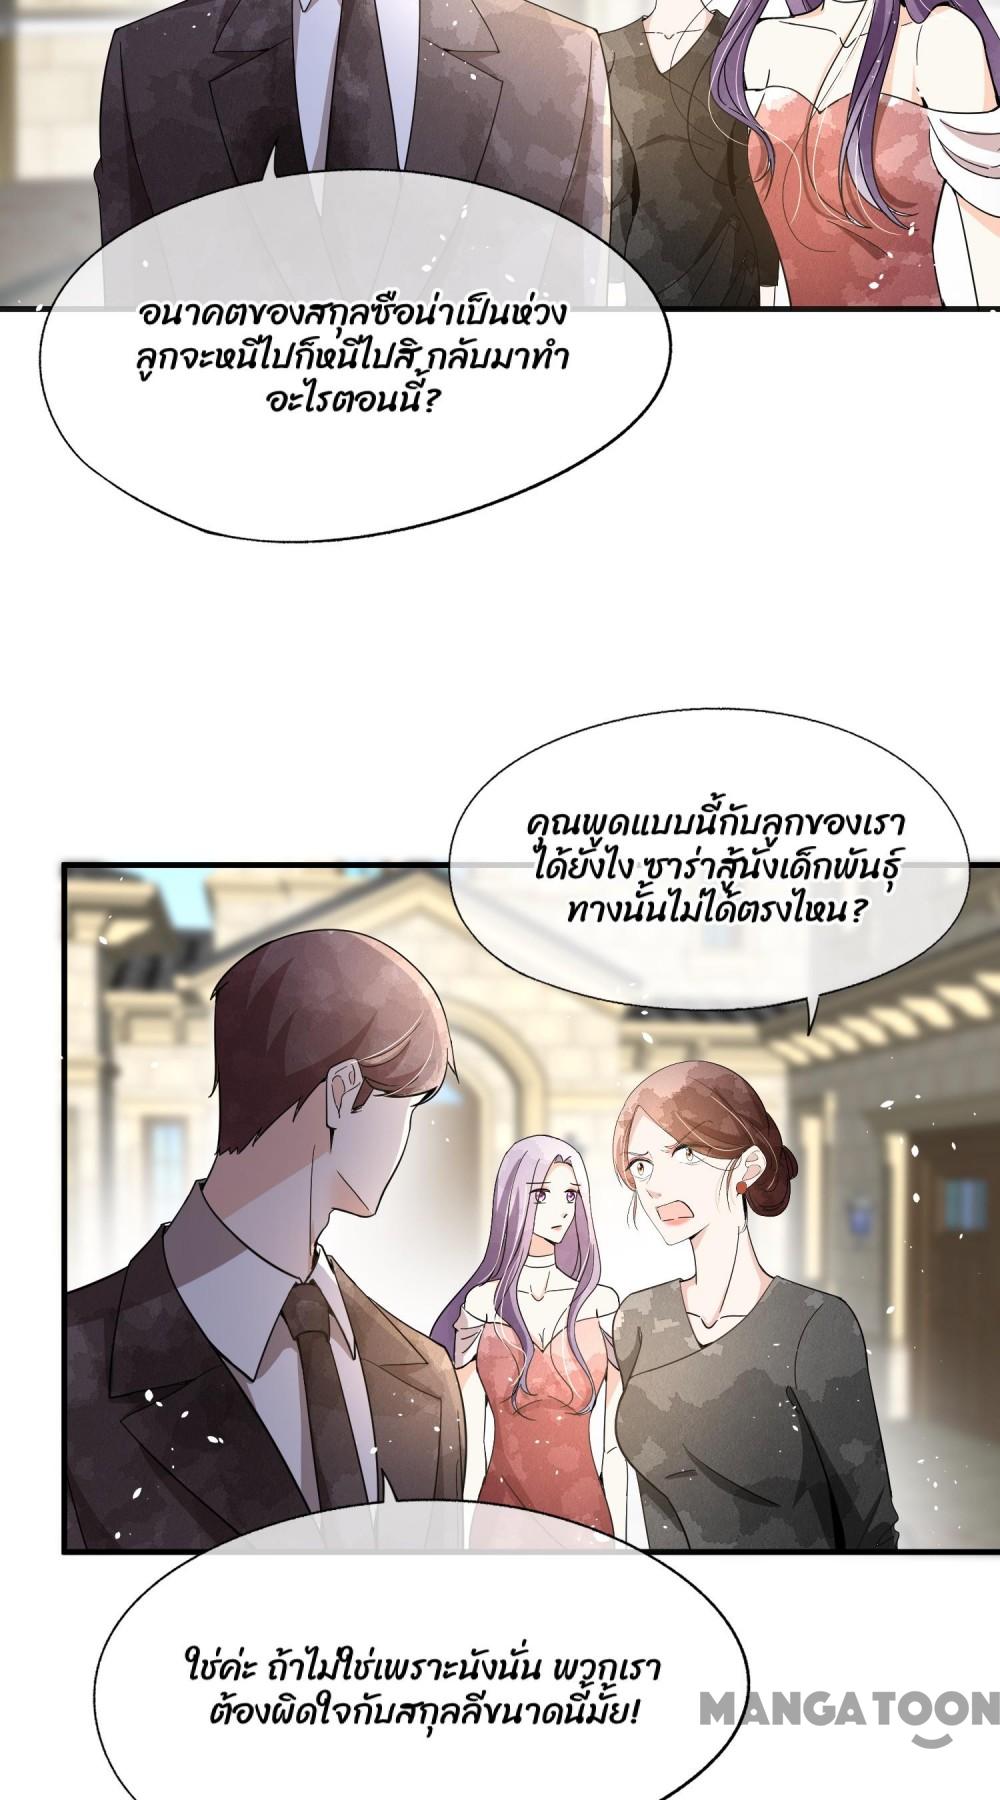 อนาคตของสกุลซือน่าเป็นห่วง
ลูกจะหนีไปก็หนีไปสิ กลับมาทำ
อะไรตอนนี้?
คุณพูดแบบนี้กับลูกของเรา
ได้ยังไง ซาร่าสู้นังเด็กพันธุ์
ทางนั้นไม่ได้ตรงไหน?
ใช่ค่ะ ถ้าไม่ใช่เพราะนังนั่น พวกเรา
ต้องผิดใจกับสกุลลีขนาดนี้มั้ย!
MANGATOON